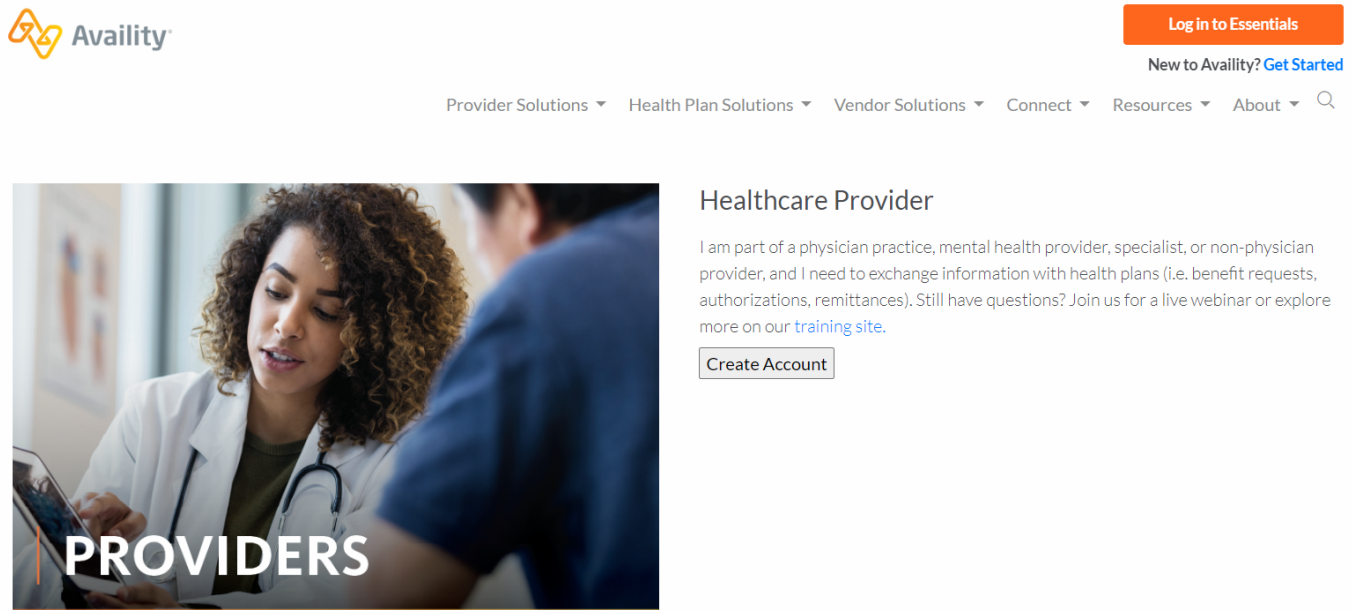 Availity
Log in to Essentials
New to Availity? Get Started
Provider Solutions
Health Plan Solutions
Vendor Solutions
Connect
Resources
About
Healthcare Provider
I am part of a physician practice, mental health provider, specialist, or non-physician
provider, and I need to exchange information with health plans (i.e. benefit requests,
authorizations, remittances). Still have questions? Join us for a live webinar or explore
more on our training site.
Create Account
PROVIDERS